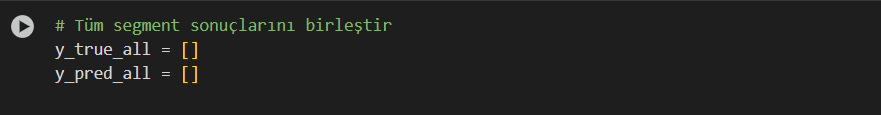 # Tüm segment sonuçlarını birleştir
y_true_all = []
y_pred_all = []